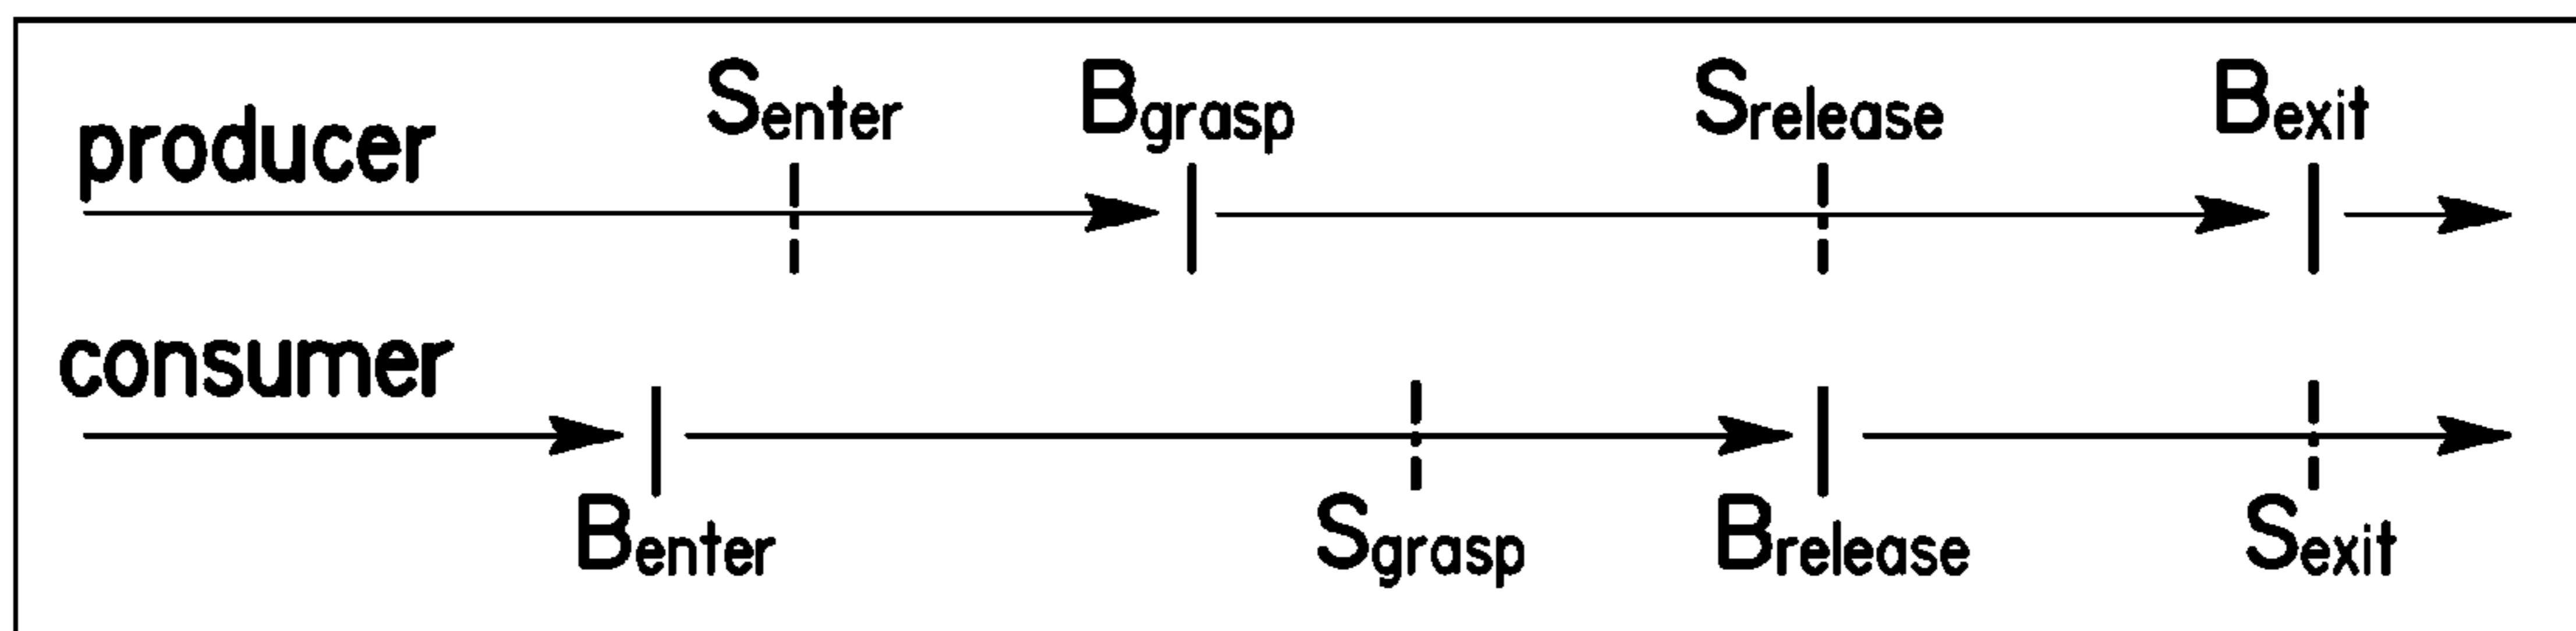 Senter Bgrasp Srelease Bexit
producer
consumer
Benter Sgrasp Brelease Sexit